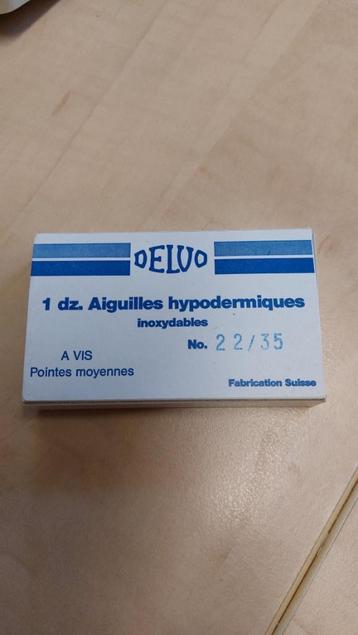 DELVO
1 dz. Aiguilles hypodermiques
inoxydables
No. 22/35
A VIS
Pointes moyennes
Fabrication Suisse